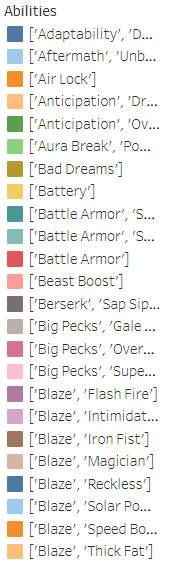 Abilities
['Adaptability', 'D...
['Aftermath', 'Unb...
['Air Lock']
['Anticipation', 'Dr...
['Anticipation', 'Ov...
['Aura Break', 'Po...
['Bad Dreams']
['Battery']
['Battle Armor', 'S...
['Battle Armor', 'S...
['Battle Armor']
['Beast Boost']
['Berserk', 'Sap Sip...
['Big Pecks', 'Gale ...
['Big Pecks', 'Over...
['Big Pecks', 'Supe...
['Blaze', 'Flash Fire']
['Blaze', 'Intimidat...
['Blaze', 'Iron Fist']
['Blaze', 'Magician']
['Blaze', 'Reckless']
['Blaze', 'Solar Po...
['Blaze', 'Speed Bo...
['Blaze', 'Thick Fat']